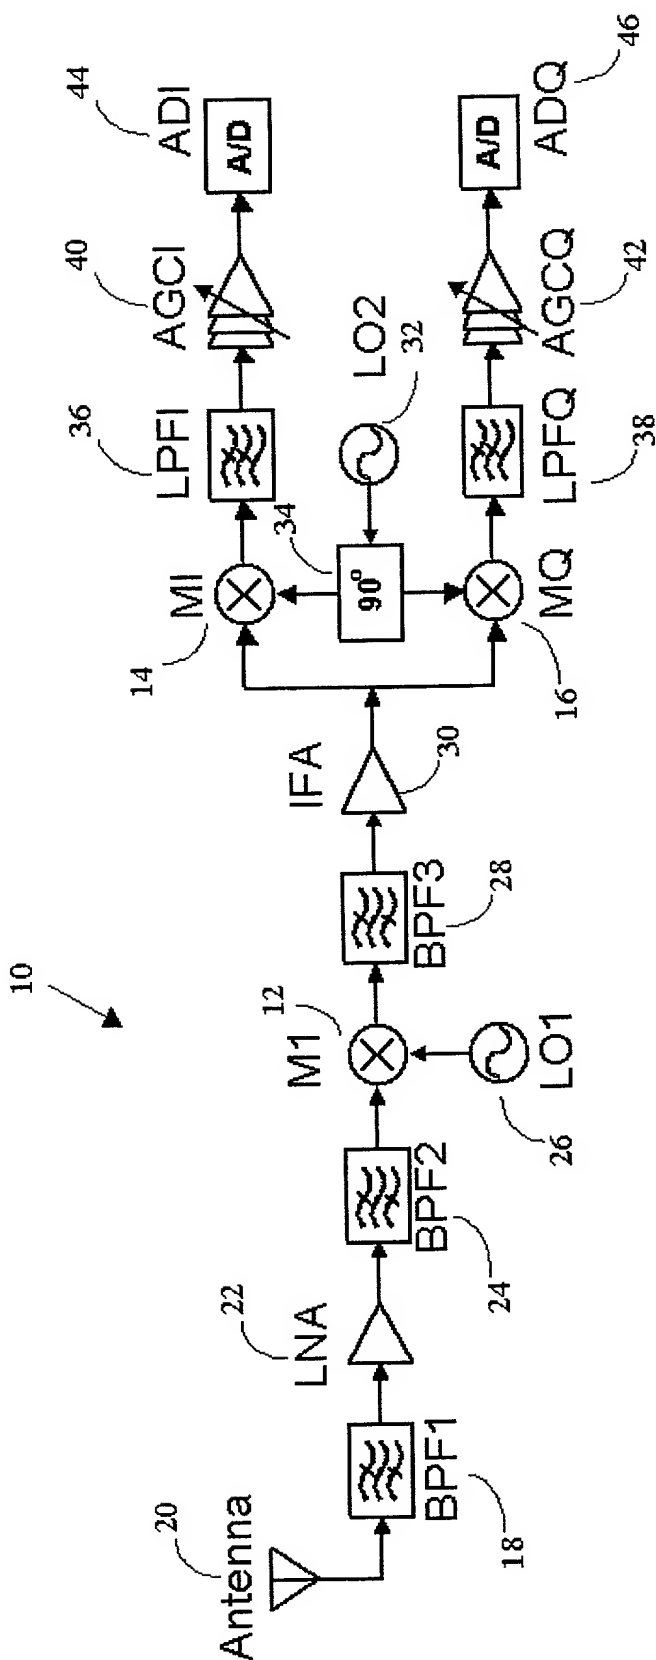 10
44
ADI
A/D
40
AGCI
36
LPFI
MI
14
46
ADQ
A/D
AGCQ
42
LO2
32
34
90°
LPFQ
38
MQ
16
IFA
30
BPF3
28
M1
12
LO1
26
BPF2
24
LNA
22
BPF1
18
20
Antenna